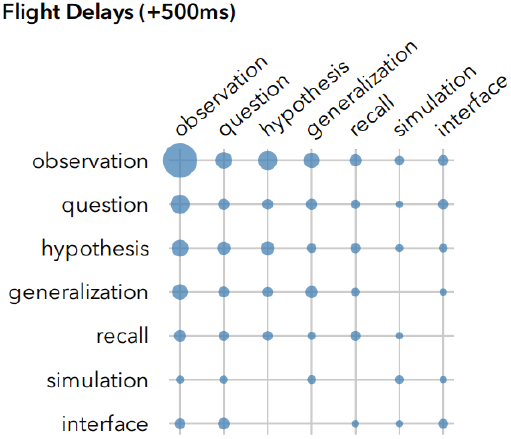 Flight Delays (+500ms)
observation
question
hypothesis
generalization
recall
simulation
interface
observation
question
hypothesis
generalization
recall
simulation
interface